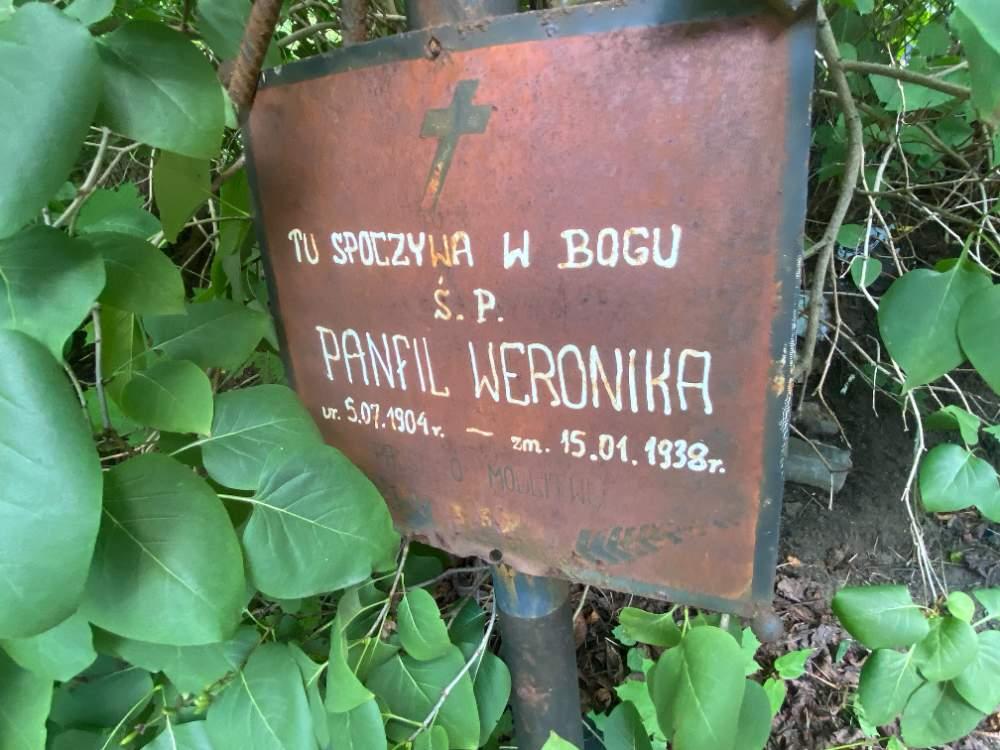 TU SPOCZYWA W BOGU
Ś. P.
PANFIL WERONIKA
ur. 5.07.1904 r. — zm. 15.01.1938 r.
O MODLITWĘ